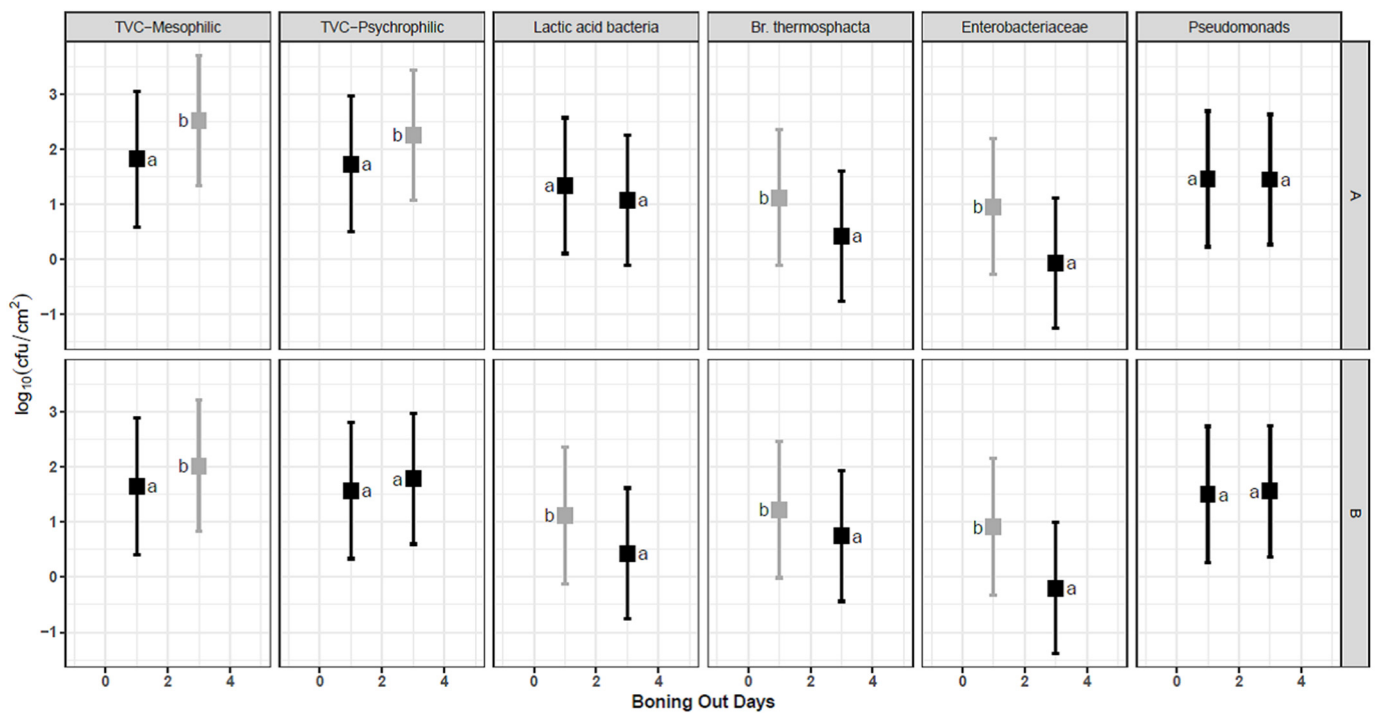 TVC−Mesophilic TVC−Psychrophilic Lactic acid bacteria Br. thermosphacta Enterobacteriaceae Pseudomonads
log10(cfu/cm²)
3
2
1
0
−1
b a b a a a b a b a a a
A
3
2
1
0
−1
b a a a b a b a b a a a
B
0 2 4 0 2 4 0 2 4 0 2 4 0 2 4 0 2 4
Boning Out Days